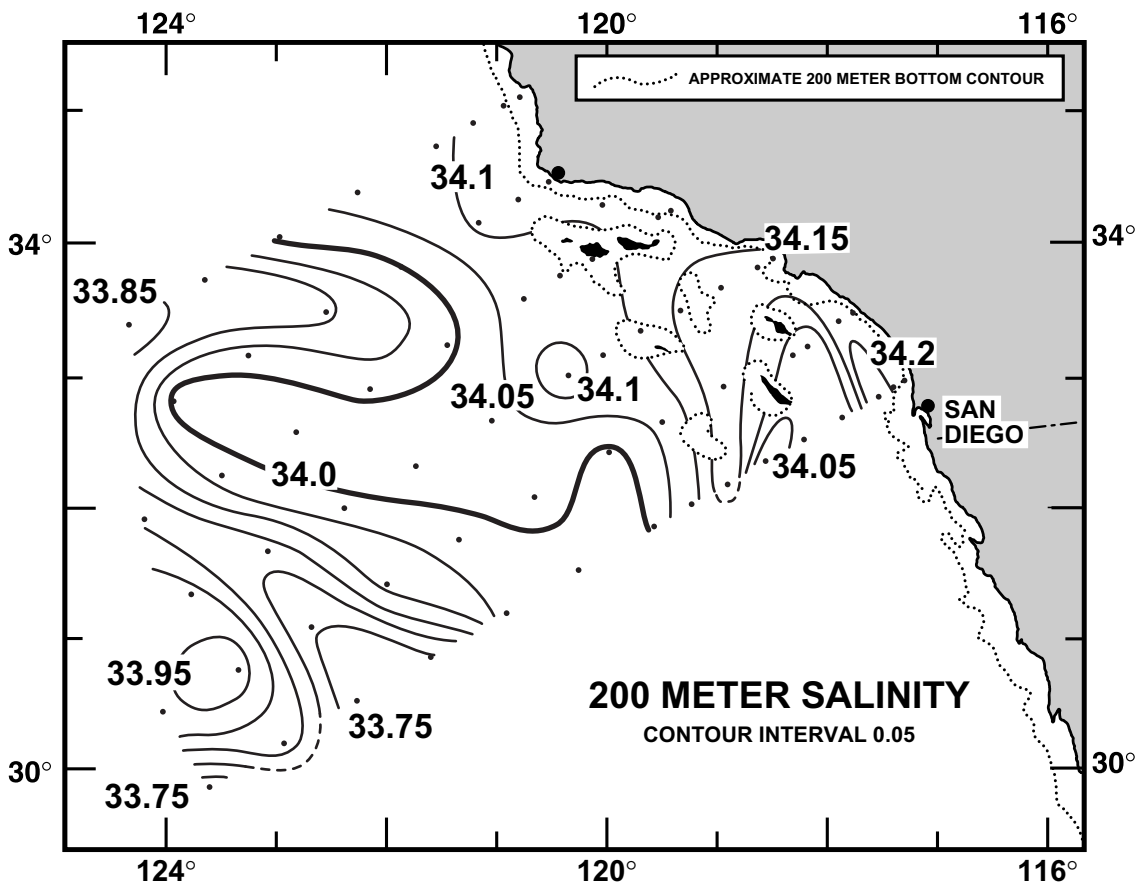 124° 120° 116°
APPROXIMATE 200 METER BOTTOM CONTOUR
34.1
34° 34.15 34°
33.85
34.2
34.05 34.1
SAN
DIEGO
34.0 34.05
33.95
200 METER SALINITY
33.75 CONTOUR INTERVAL 0.05
30° 30°
33.75
124° 120° 116°